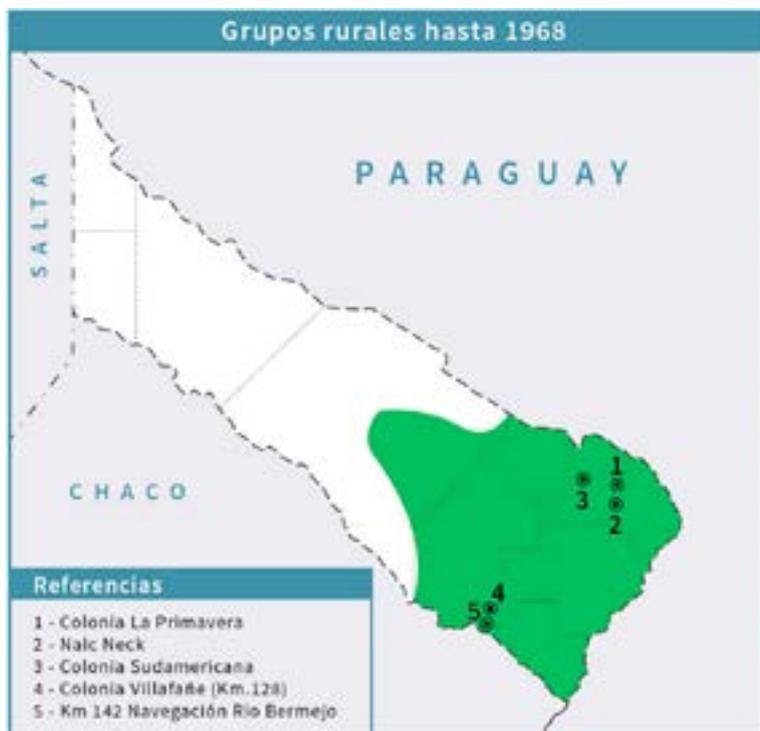 Grupos rurales hasta 1968
PARAGUAY
SALTA
CHACO
1
3
2
4
5
Referencias
1 - Colonia La Primavera
2 - Naic Neck
3 - Colonia Sudamericana
4 - Colonia Villafañe (Km.128)
5 - Km 142 Navegación Rio Bermejo